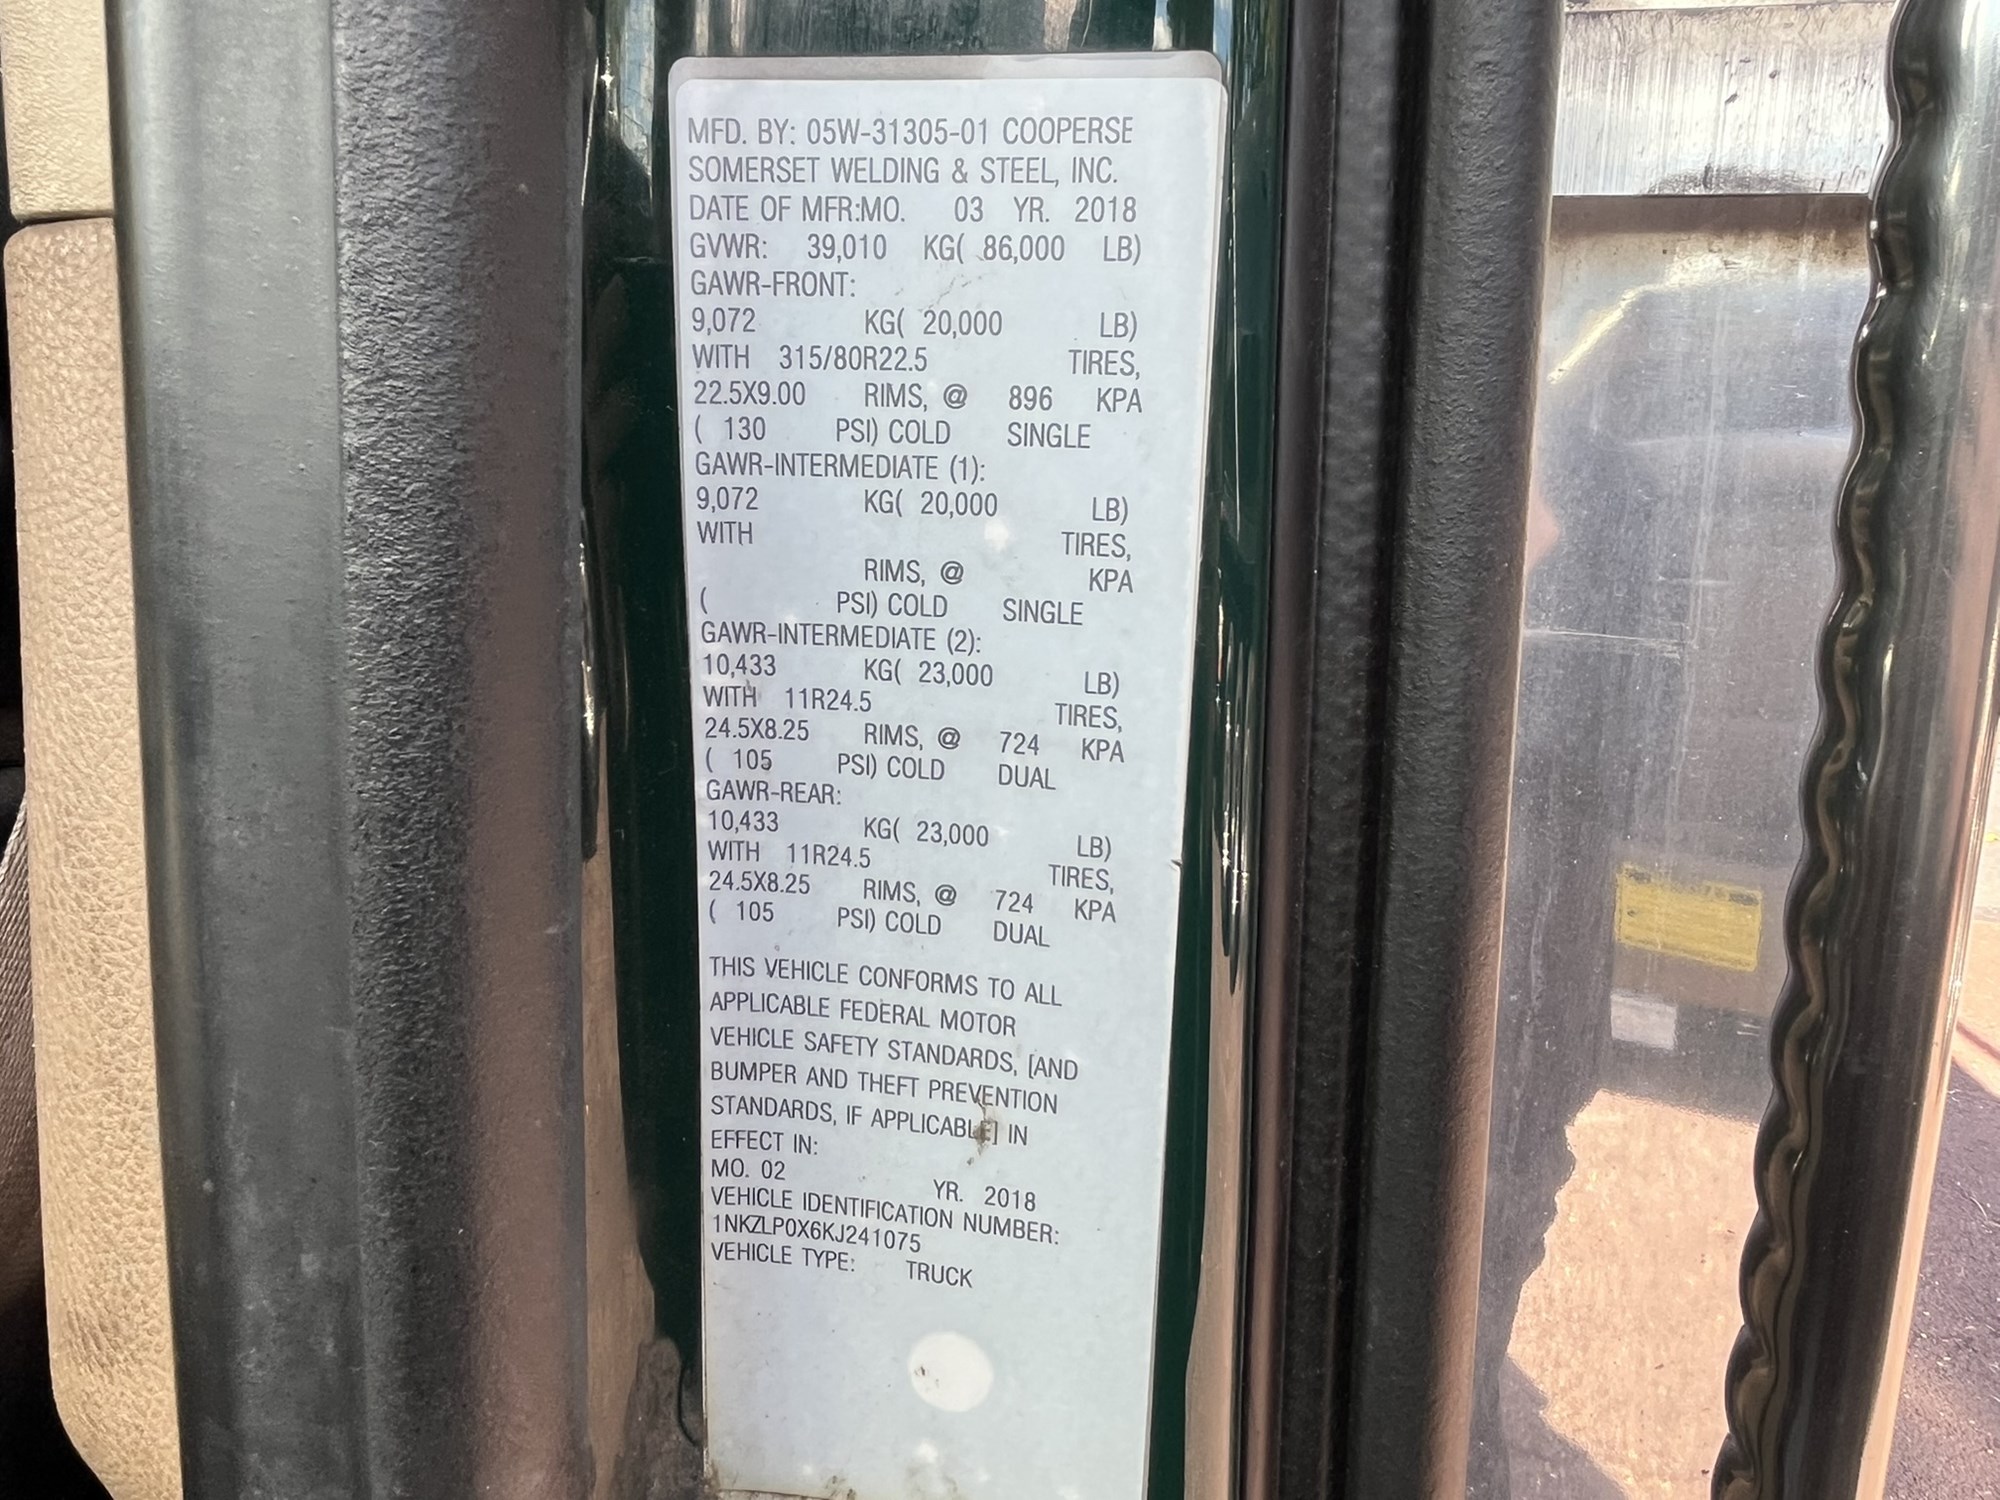 MFD. BY: 05W-31305-01 COOPERSE
SOMERSET WELDING & STEEL, INC.
DATE OF MFR:MO. 03 YR. 2018
GVWR: 39,010 KG( 86,000 LB)
GAWR-FRONT:
9,072 KG( 20,000 LB)
WITH 315/80R22.5 TIRES,
22.5X9.00 RIMS, @ 896 KPA
( 130 PSI) COLD SINGLE
GAWR-INTERMEDIATE (1):
9,072 KG( 20,000 LB)
WITH TIRES,
RIMS, @ KPA
( PSI) COLD SINGLE
GAWR-INTERMEDIATE (2):
10,433 KG( 23,000 LB)
WITH 11R24.5 TIRES,
24.5X8.25 RIMS, @ 724 KPA
( 105 PSI) COLD DUAL
GAWR-REAR:
10,433 KG( 23,000 LB)
WITH 11R24.5 TIRES,
24.5X8.25 RIMS, @ 724 KPA
( 105 PSI) COLD DUAL
THIS VEHICLE CONFORMS TO ALL
APPLICABLE FEDERAL MOTOR
VEHICLE SAFETY STANDARDS, [AND
BUMPER AND THEFT PREVENTION
STANDARDS, IF APPLICABLE] IN
EFFECT IN:
MO. 02 YR. 2018
VEHICLE IDENTIFICATION NUMBER:
1NKZLP0X6KJ241075
VEHICLE TYPE: TRUCK